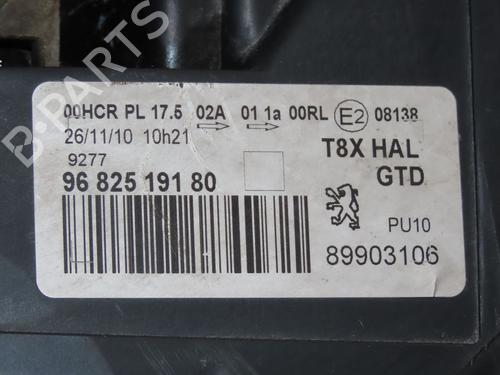 B-PARTS
00HCR PL 17.5 02A 01 1a 00RL E2 08138
26/11/10 10h21
9277
T8X HAL
96 825 191 80
GTD
PU10
89903106